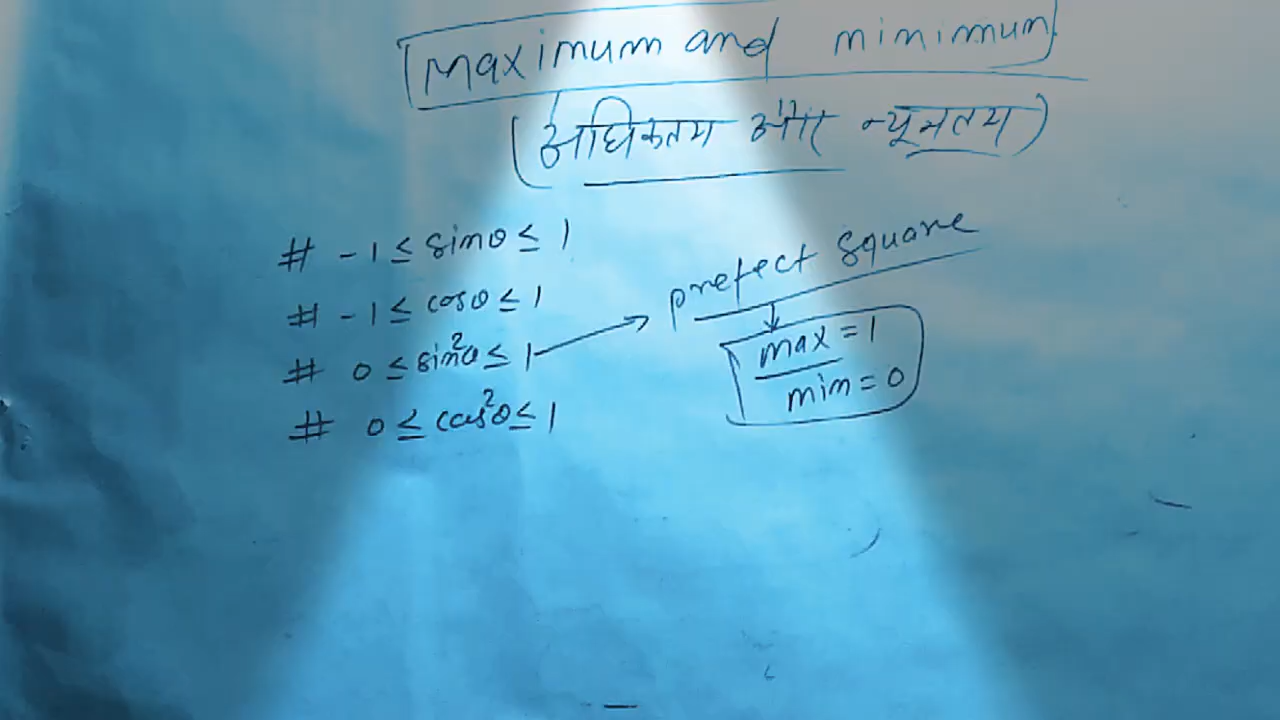 Maximum and minimum
(अधिकतम और न्यूनतम)
# -1 ≤ sinθ ≤ 1
# -1 ≤ cosθ ≤ 1
# 0 ≤ sin²θ ≤ 1 → prefect square
# 0 ≤ cos²θ ≤ 1
max = 1
min = 0